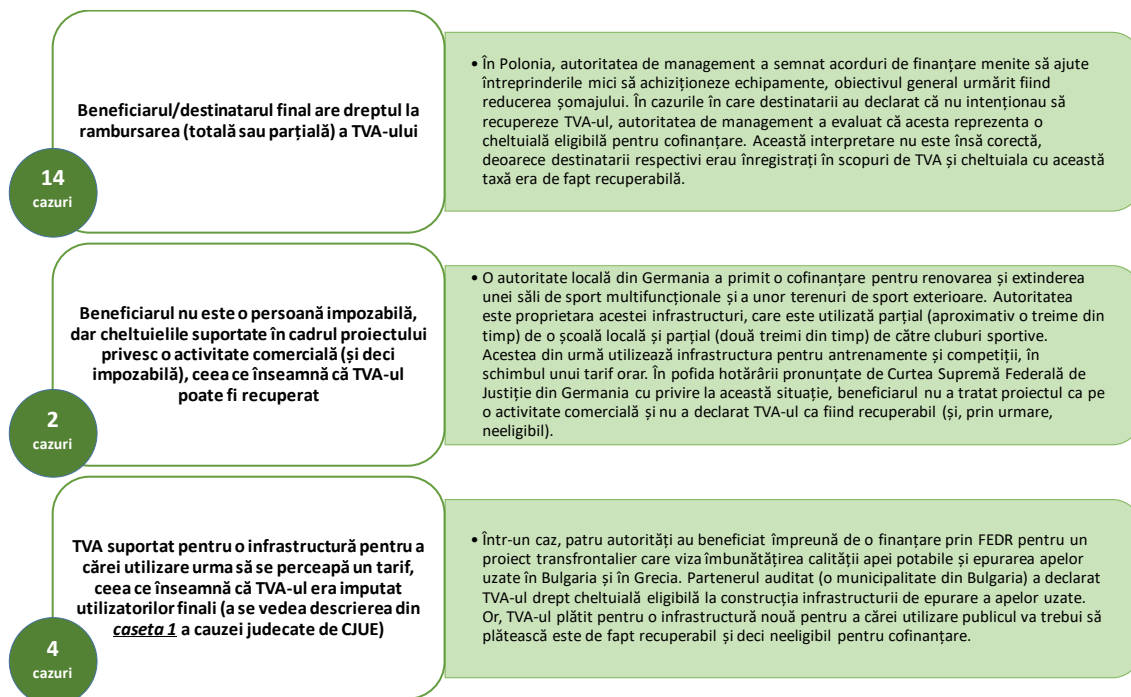 Beneficiarul/destinatarul final are dreptul la
rambursarea (totală sau parțială) a TVA-ului
14
cazuri
• În Polonia, autoritatea de management a semnat acorduri de finanțare menite să ajute
întreprinderile mici să achiziționeze echipamente, obiectivul general urmărit fiind
reducerea șomajului. În cazurile în care destinatarii au declarat că nu intenționau să
recupereze TVA-ul, autoritatea de management a evaluat că acesta reprezenta o
cheltuială eligibilă pentru cofinanțare. Această interpretare nu este însă corectă,
deoarece destinatarii respectivi erau înregistrați în scopuri de TVA și cheltuiala cu această
taxă era de fapt recuperabilă.
Beneficiarul nu este o persoană impozabilă,
dar cheltuielile suportate în cadrul proiectului
privesc o activitate comercială (și deci
impozabilă), ceea ce înseamnă că TVA-ul
poate fi recuperat
2
cazuri
• O autoritate locală din Germania a primit o cofinanțare pentru renovarea și extinderea
unei săli de sport multifuncționale și a unor terenuri de sport exterioare. Autoritatea
este proprietara acestei infrastructuri, care este utilizată parțial (aproximativ o treime din
timp) de o școală locală și parțial (două treimi din timp) de către cluburi sportive.
Acestea din urmă utilizează infrastructura pentru antrenamente și competiții, în
schimbul unui tarif orar. În pofida hotărârii pronunțate de Curtea Supremă Federală de
Justiție din Germania cu privire la această situație, beneficiarul nu a tratat proiectul ca pe
o activitate comercială și nu a declarat TVA-ul ca fiind recuperabil (și, prin urmare,
neeligibil).
TVA suportat pentru o infrastructură pentru a
cărei utilizare urma să se perceapă un tarif,
ceea ce înseamnă că TVA-ul era imputat
utilizatorilor finali (a se vedea descrierea din
caseta 1 a cauzei judecate de CJUE)
4
cazuri
• Într-un caz, patru autorități au beneficiat împreună de o finanțare prin FEDR pentru un
proiect transfrontalier care viza îmbunătățirea calității apei potabile și epurarea apelor
uzate în Bulgaria și în Grecia. Partenerul auditat (o municipalitate din Bulgaria) a declarat
TVA-ul drept cheltuială eligibilă la construcția infrastructurii de epurare a apelor uzate.
Or, TVA-ul plătit pentru o infrastructură nouă pentru a cărei utilizare publicul va trebui să
plătească este de fapt recuperabil și deci neeligibil pentru cofinanțare.